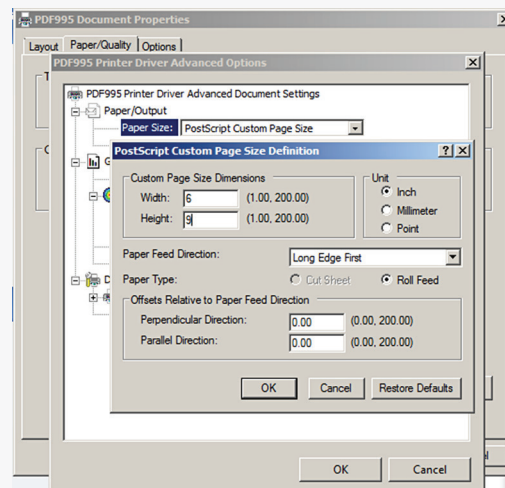 PDF995 Document Properties
Layout Paper/Quality Options
PDF995 Printer Driver Advanced Options
PDF995 Printer Driver Advanced Document Settings
Paper/Output
Paper Size: PostScript Custom Page Size
PostScript Custom Page Size Definition
Custom Page Size Dimensions
Unit
Width: 6 (1.00, 200.00)
Inch
Height: 9 (1.00, 200.00)
Millimeter
Point
Paper Feed Direction: Long Edge First
Paper Type: Cut Sheet Roll Feed
Offsets Relative to Paper Feed Direction
Perpendicular Direction: 0.00 (0.00, 200.00)
Parallel Direction: 0.00 (0.00, 200.00)
OK Cancel Restore Defaults
OK Cancel